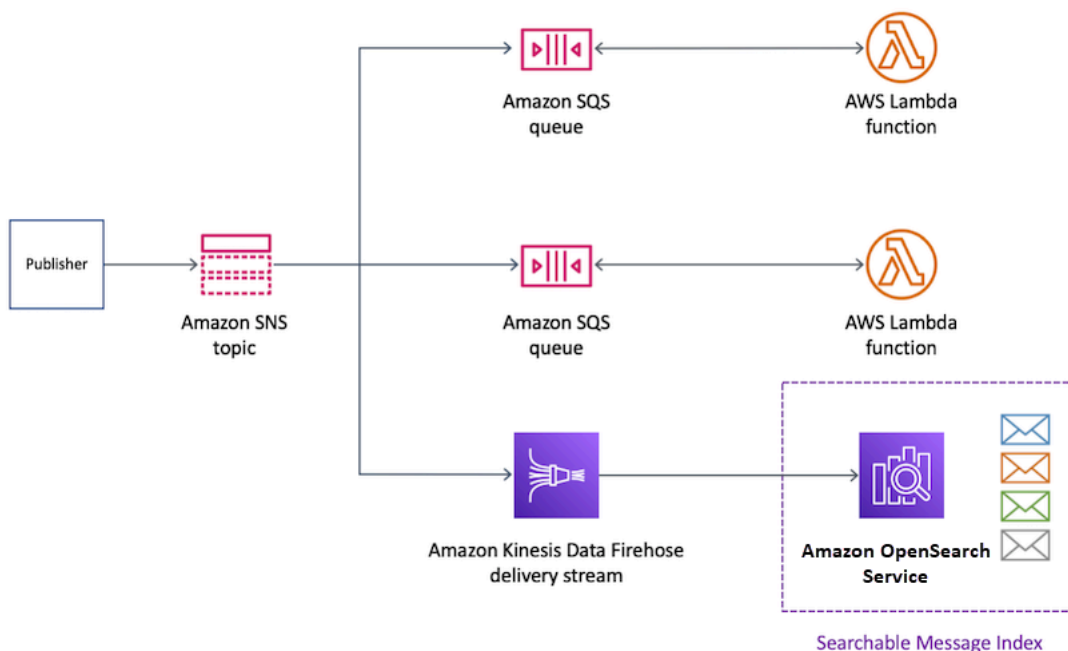 Amazon SQS
queue
AWS Lambda
function
Publisher
Amazon SNS
topic
Amazon SQS
queue
AWS Lambda
function
Amazon Kinesis Data Firehose
delivery stream
Amazon OpenSearch
Service
Searchable Message Index